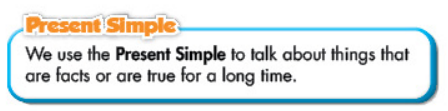 Present Simple
We use the Present Simple to talk about things that
are facts or are true for a long time.